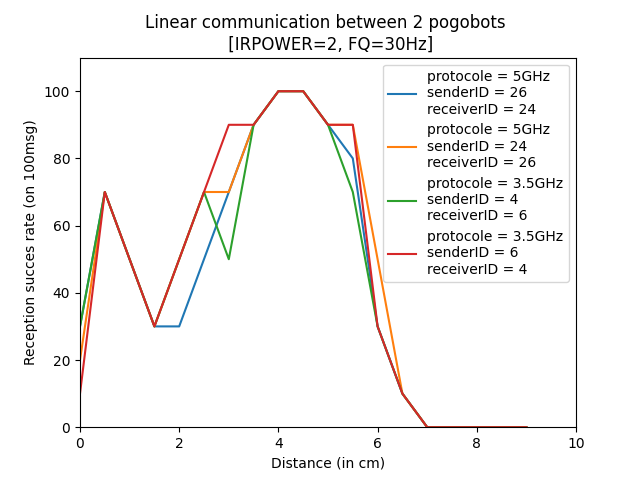 Linear communication between 2 pogobots
[IRPOWER=2, FQ=30Hz]
Reception succes rate (on 100msg)
100
80
60
40
20
0
0 2 4 6 8 10
Distance (in cm)
protocole = 5GHz
senderID = 26
receiverID = 24
protocole = 5GHz
senderID = 24
receiverID = 26
protocole = 3.5GHz
senderID = 4
receiverID = 6
protocole = 3.5GHz
senderID = 6
receiverID = 4